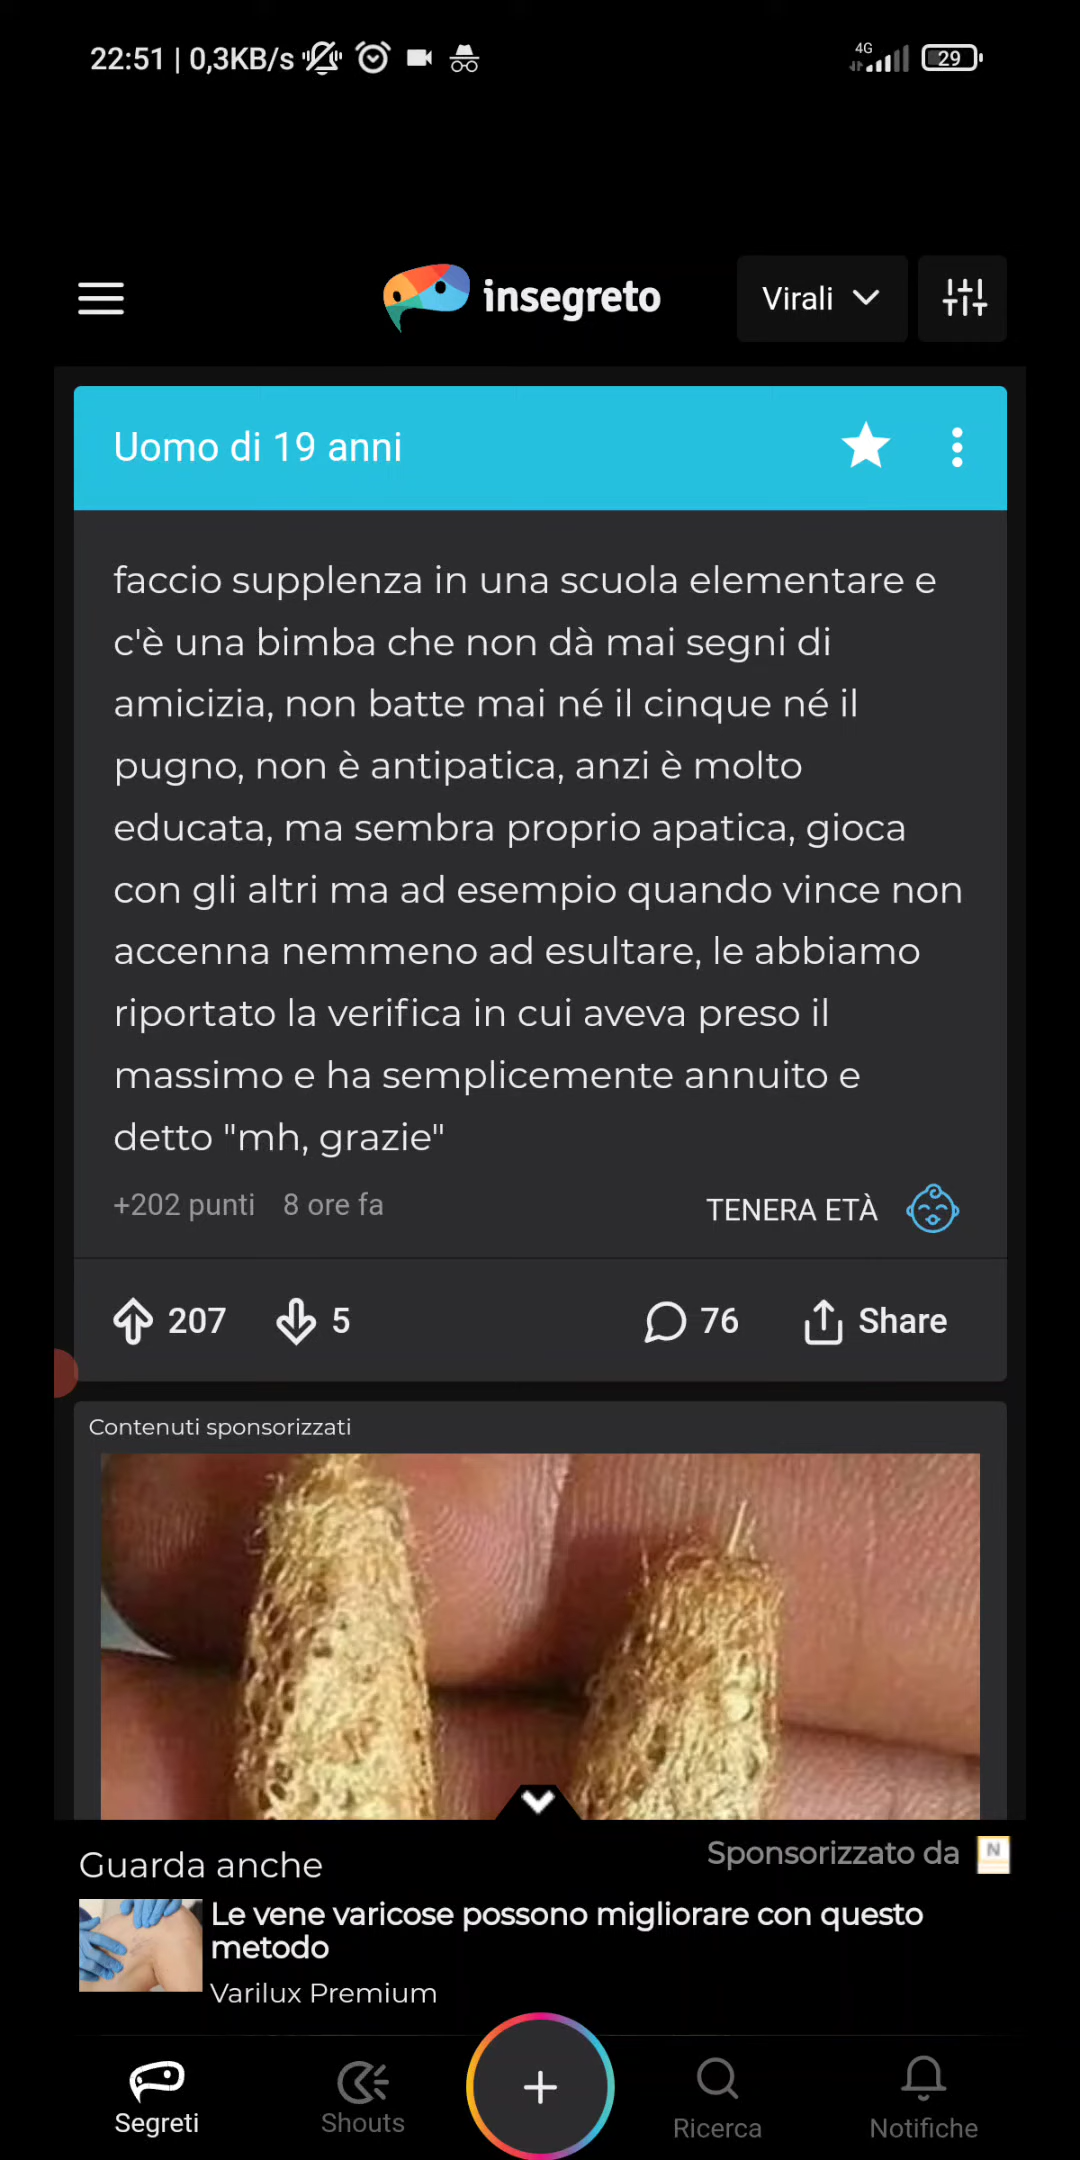 22:51 | 0,3KB/s
4G
29
insegreto
Virali
Uomo di 19 anni
faccio supplenza in una scuola elementare e
c'è una bimba che non dà mai segni di
amicizia, non batte mai né il cinque né il
pugno, non è antipatica, anzi è molto
educata, ma sembra proprio apatica, gioca
con gli altri ma ad esempio quando vince non
accenna nemmeno ad esultare, le abbiamo
riportato la verifica in cui aveva preso il
massimo e ha semplicemente annuito e
detto "mh, grazie"
+202 punti 8 ore fa
TENERA ETÀ
207 5 76 Share
Contenuti sponsorizzati
Guarda anche
Sponsorizzato da N
Le vene varicose possono migliorare con questo
metodo
Varilux Premium
Segreti Shouts + Ricerca Notifiche